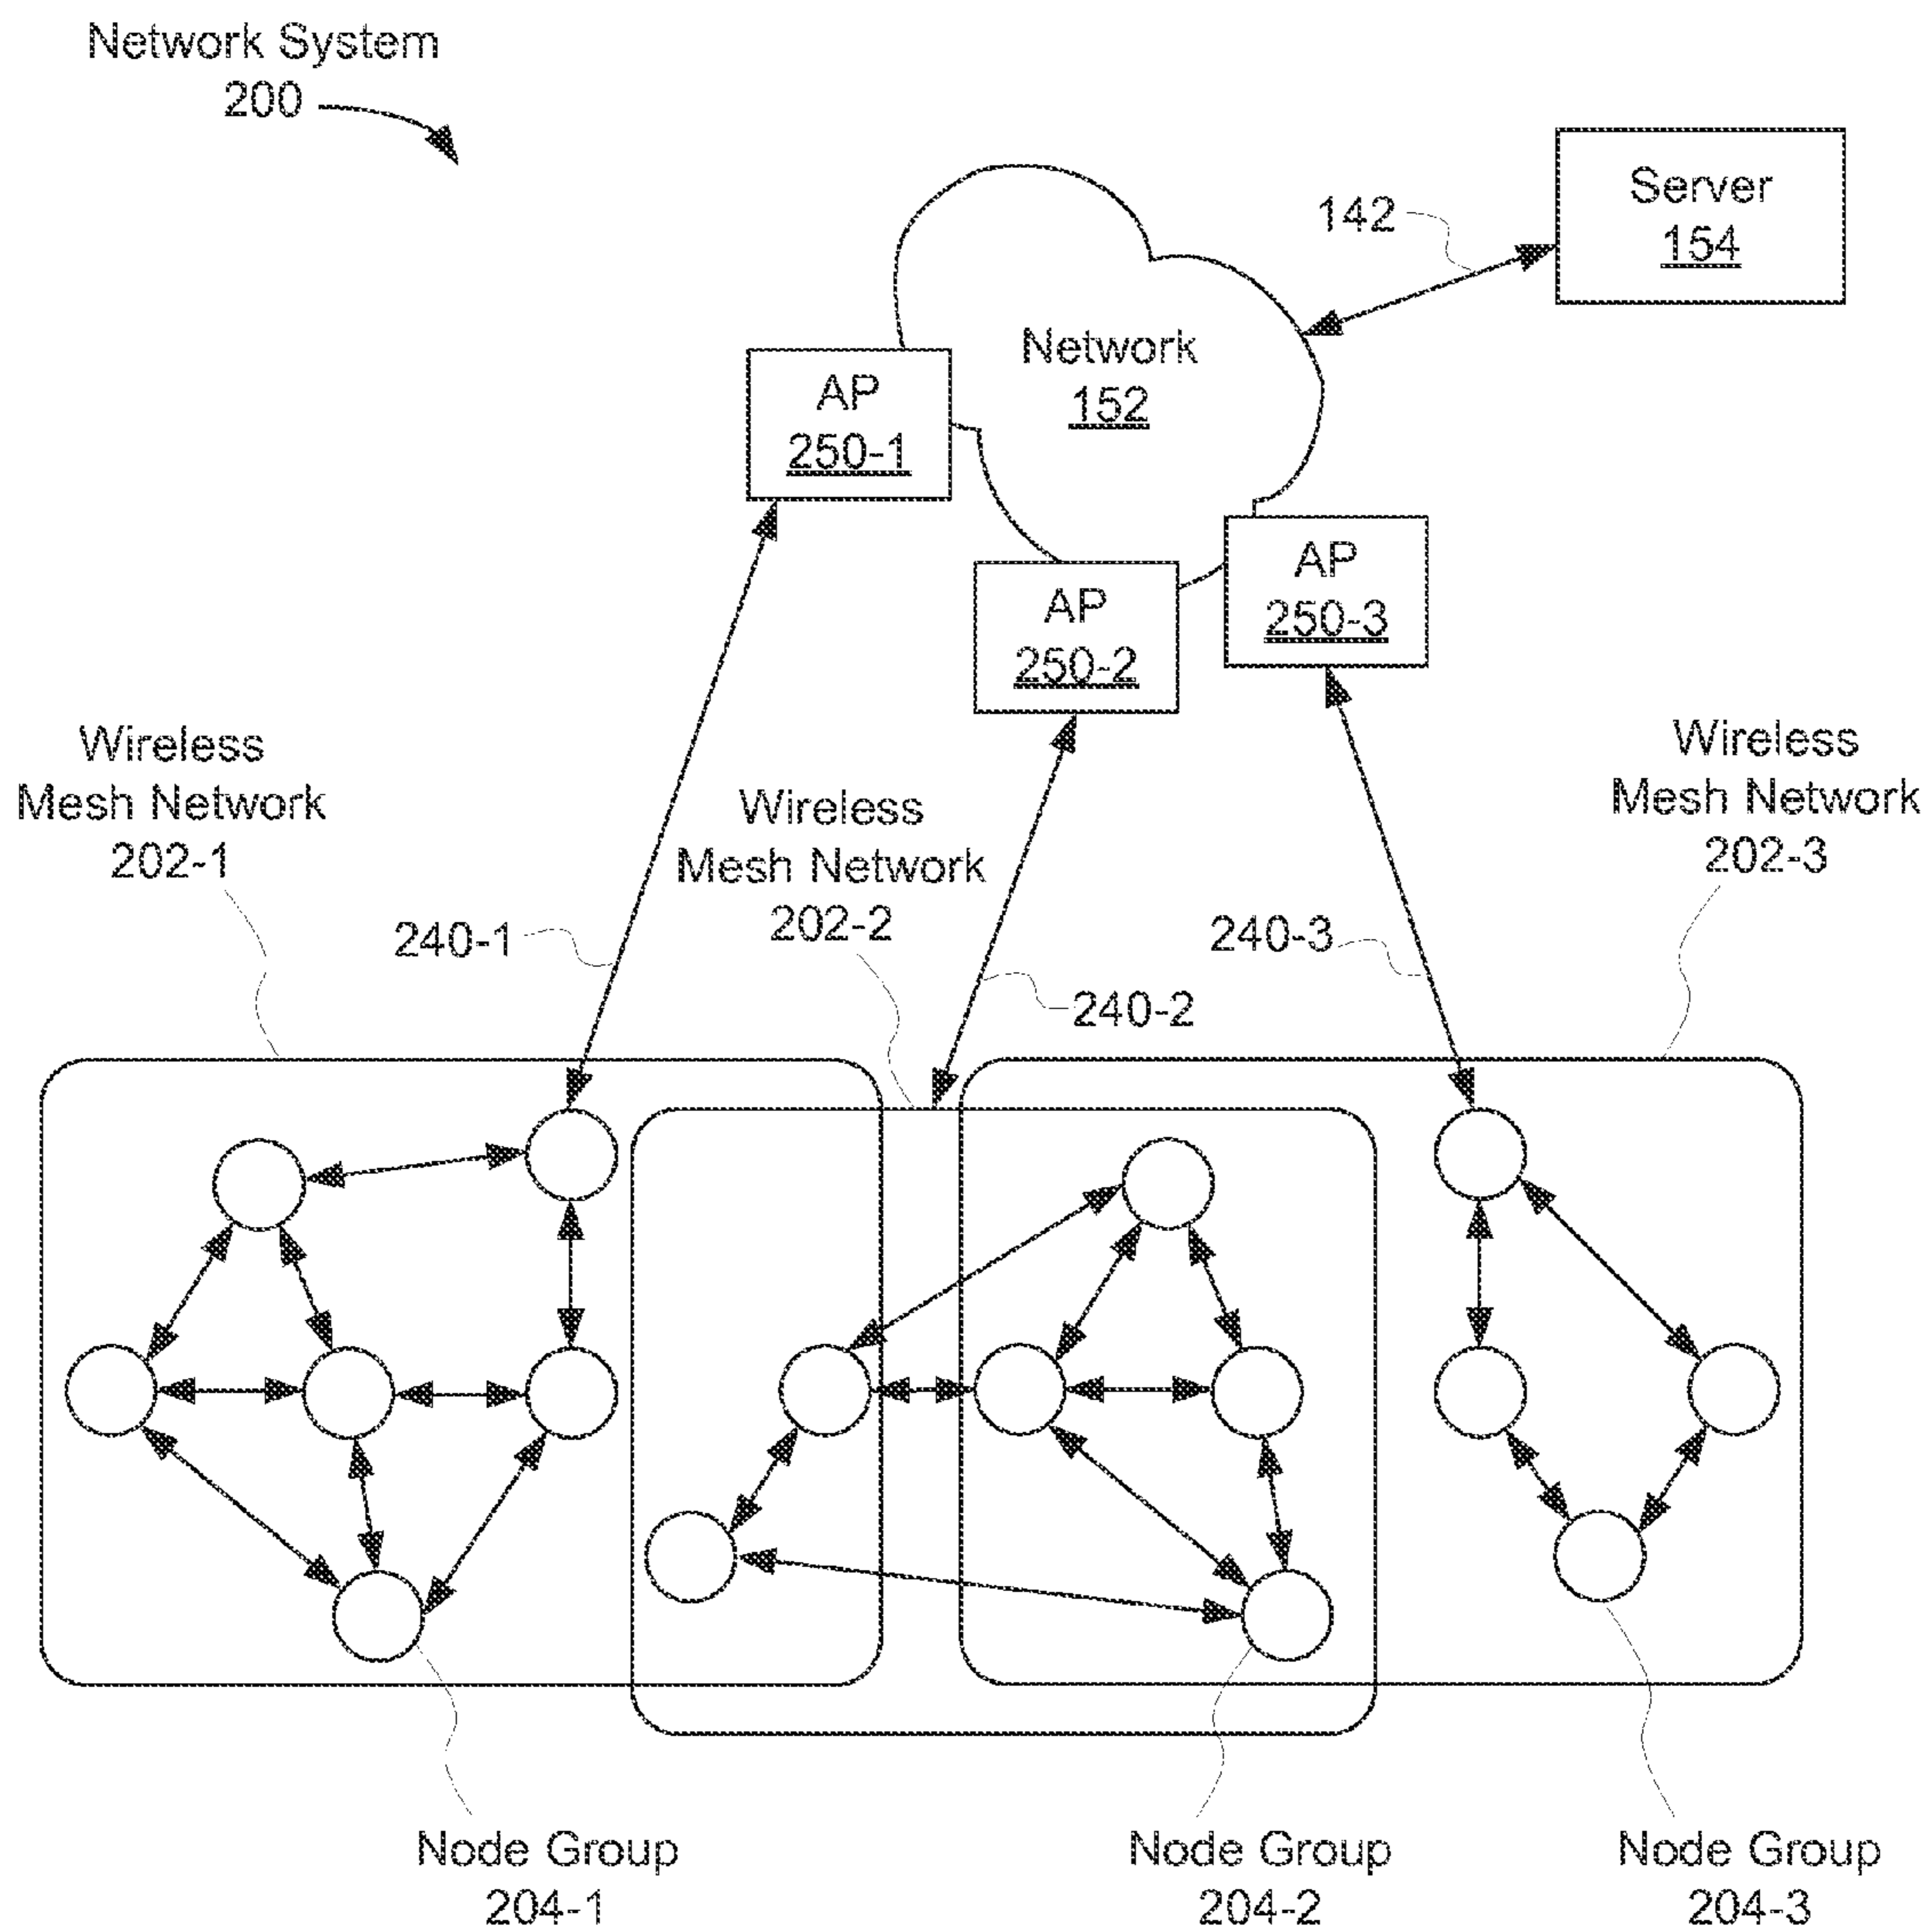 Network System
200
Server
154
142
Network
152
AP
250-1
AP
250-2
AP
250-3
Wireless
Mesh Network
202-1
Wireless
Mesh Network
202-2
Wireless
Mesh Network
202-3
240-1
240-2
240-3
Node Group
204-1
Node Group
204-2
Node Group
204-3